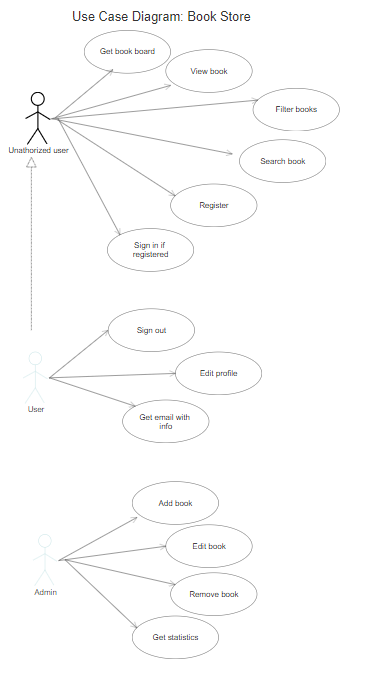 Use Case Diagram: Book Store
Get book board
View book
Filter books
Unathorized user
Search book
Register
Sign in if
registered
Sign out
Edit profile
User
Get email with
info
Add book
Edit book
Admin
Remove book
Get statistics